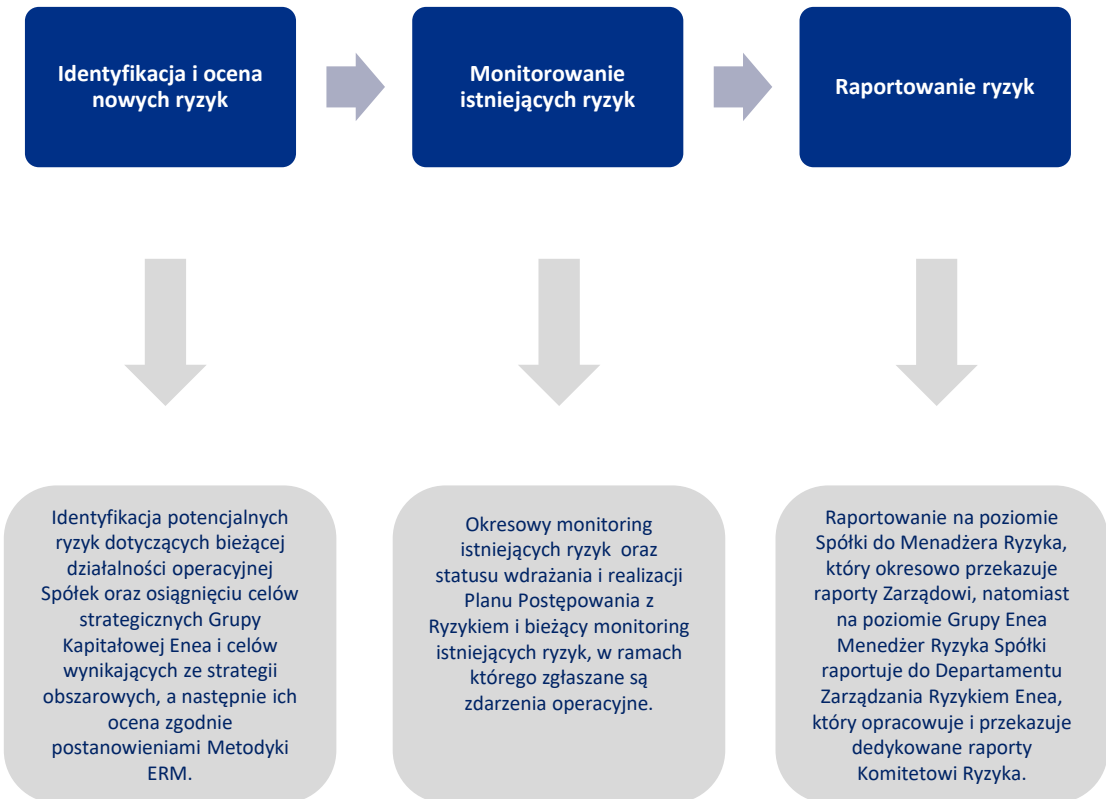 Identyfikacja i ocena
nowych ryzyk
Monitorowanie
istniejących ryzyk
Raportowanie ryzyk
Identyfikacja potencjalnych
ryzyk dotyczących bieżącej
działalności operacyjnej
Spółek oraz osiągnięciu celów
strategicznych Grupy
Kapitałowej Enea i celów
wynikających ze strategii
obszarowych, a następnie ich
ocena zgodnie
postanowieniami Metodyki
ERM.
Okresowy monitoring
istniejących ryzyk oraz
statusu wdrażania i realizacji
Planu Postępowania z
Ryzykiem i bieżący monitoring
istniejących ryzyk, w ramach
którego zgłaszane są
zdarzenia operacyjne.
Raportowanie na poziomie
Spółki do Menadżera Ryzyka,
który okresowo przekazuje
raporty Zarządowi, natomiast
na poziomie Grupy Enea
Menedżer Ryzyka Spółki
raportuje do Departamentu
Zarządzania Ryzykiem Enea,
który opracowuje i przekazuje
dedykowane raporty
Komitetowi Ryzyka.